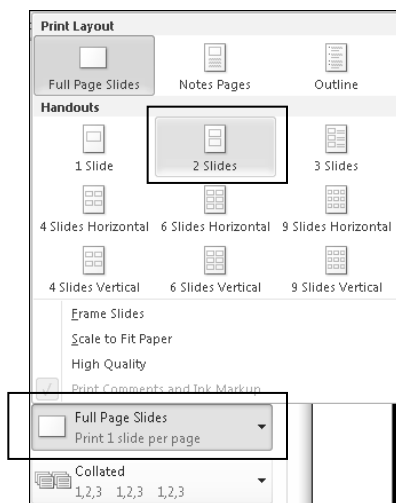 Print Layout
Full Page Slides Notes Pages Outline
Handouts
1 Slide 2 Slides 3 Slides
4 Slides Horizontal 6 Slides Horizontal 9 Slides Horizontal
4 Slides Vertical 6 Slides Vertical 9 Slides Vertical
Frame Slides
Scale to Fit Paper
High Quality
Print Comments and Ink Markup
Full Page Slides
Print 1 slide per page
Collated
1,2,3 1,2,3 1,2,3